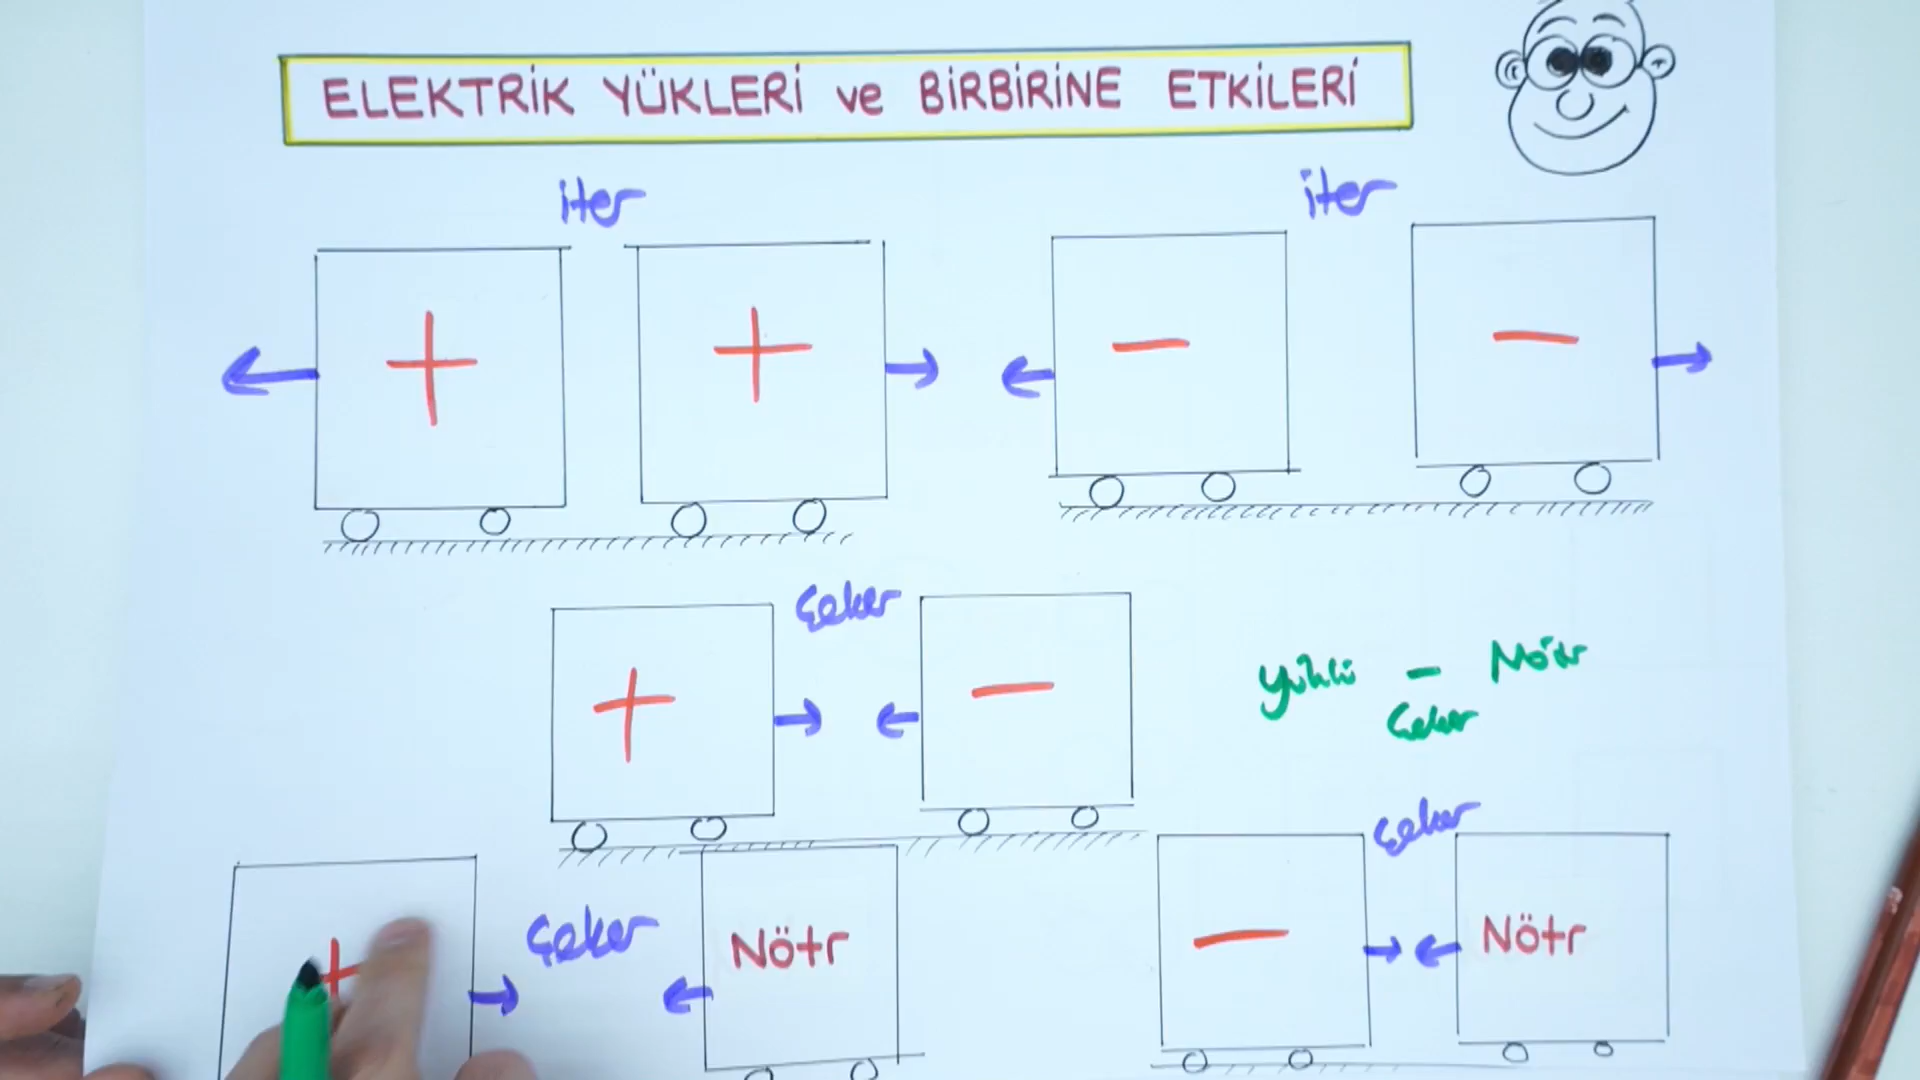 ELEKTRİK YÜKLERİ ve BİRBİRİNE ETKİLERİ
iter
iter
+
+
−
−
Çeker
+
−
Yüklü − Nötr
Çeker
Çeker
+
Çeker
Nötr
−
Nötr